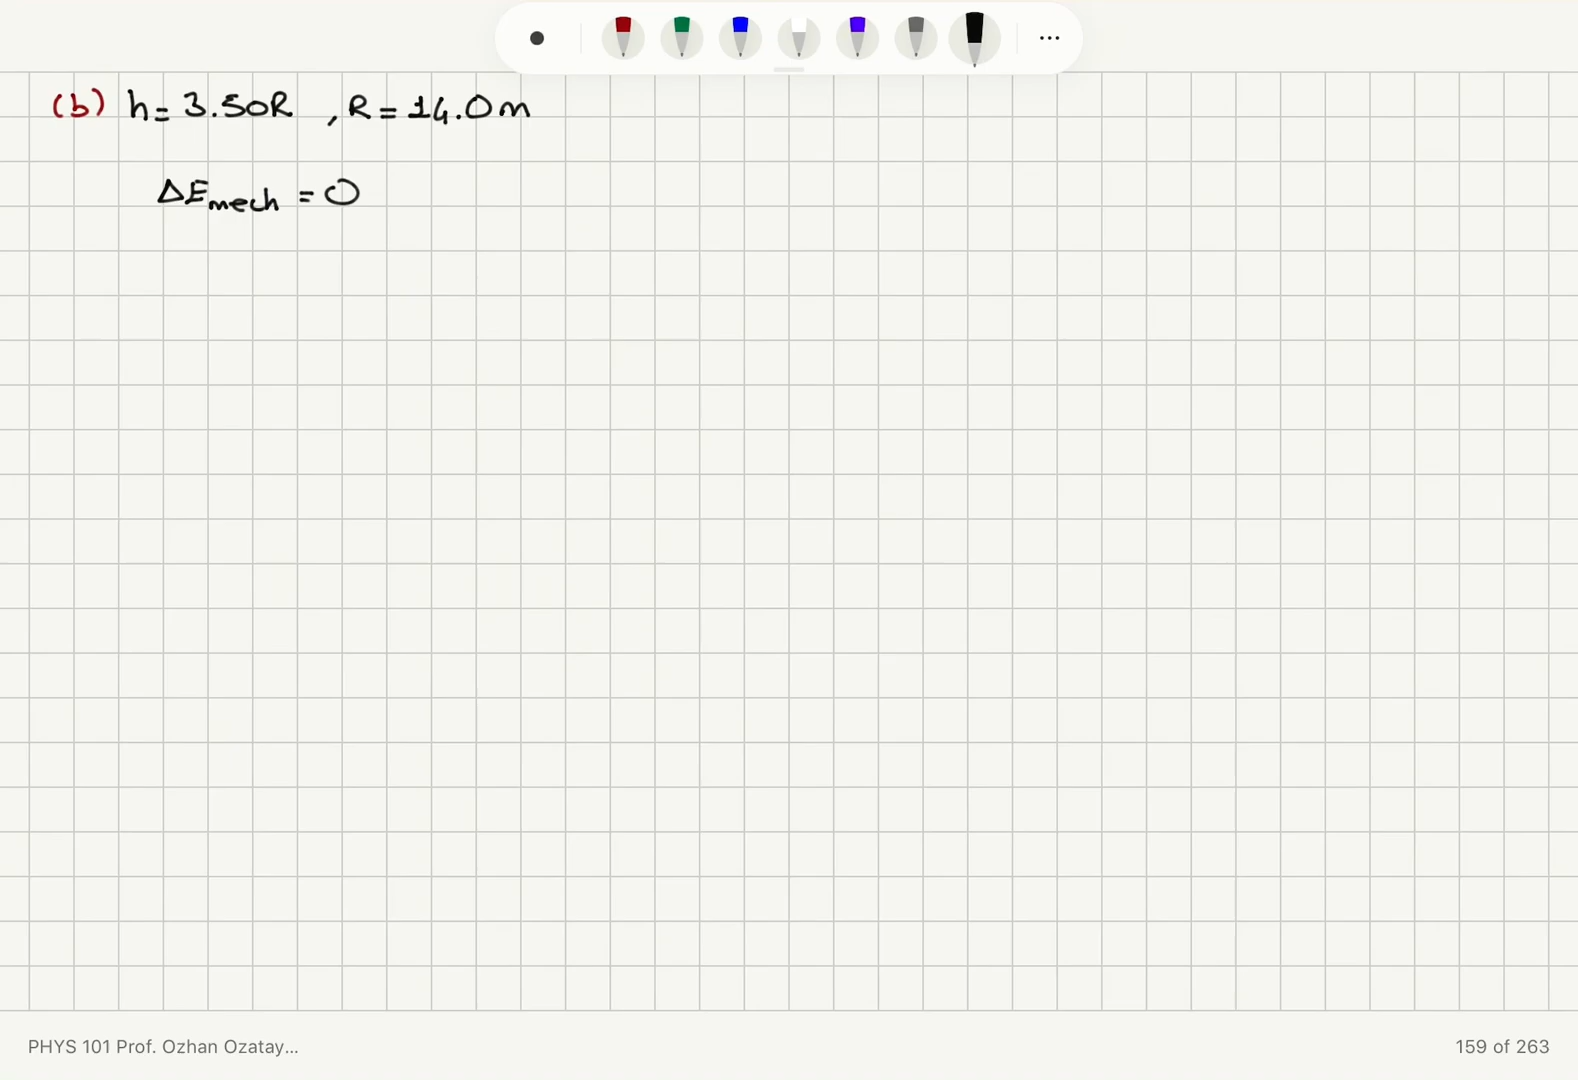 (b) h = 3.50R , R = 14.0 m
ΔEmech = 0
PHYS 101 Prof. Ozhan Ozatay...
159 of 263